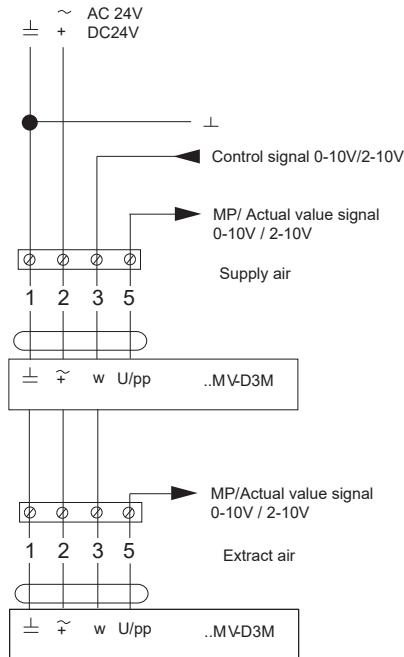 ~ AC 24V
⊥ + DC24V
⊥
Control signal 0-10V/2-10V
MP/ Actual value signal
0-10V / 2-10V
Supply air
1 2 3 5
⊥ ~+ w U/pp ..MV-D3M
MP/Actual value signal
0-10V / 2-10V
1 2 3 5
Extract air
⊥ ~+ w U/pp ..MV-D3M